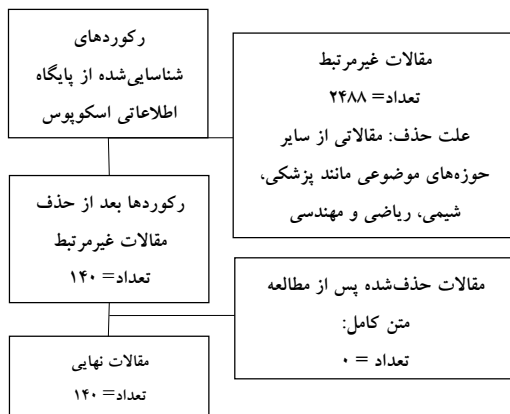 رکوردهای
شناسایی‌شده از پایگاه
اطلاعاتی اسکوپوس
مقالات غیرمرتبط
تعداد= ۲۴۸۸
علت حذف: مقالاتی از سایر
حوزه‌های موضوعی مانند پزشکی،
شیمی، ریاضی و مهندسی
رکوردها بعد از حذف
مقالات غیرمرتبط
تعداد= ۱۴۰
مقالات حذف‌شده پس از مطالعه
متن کامل:
تعداد = ۰
مقالات نهایی
تعداد= ۱۴۰